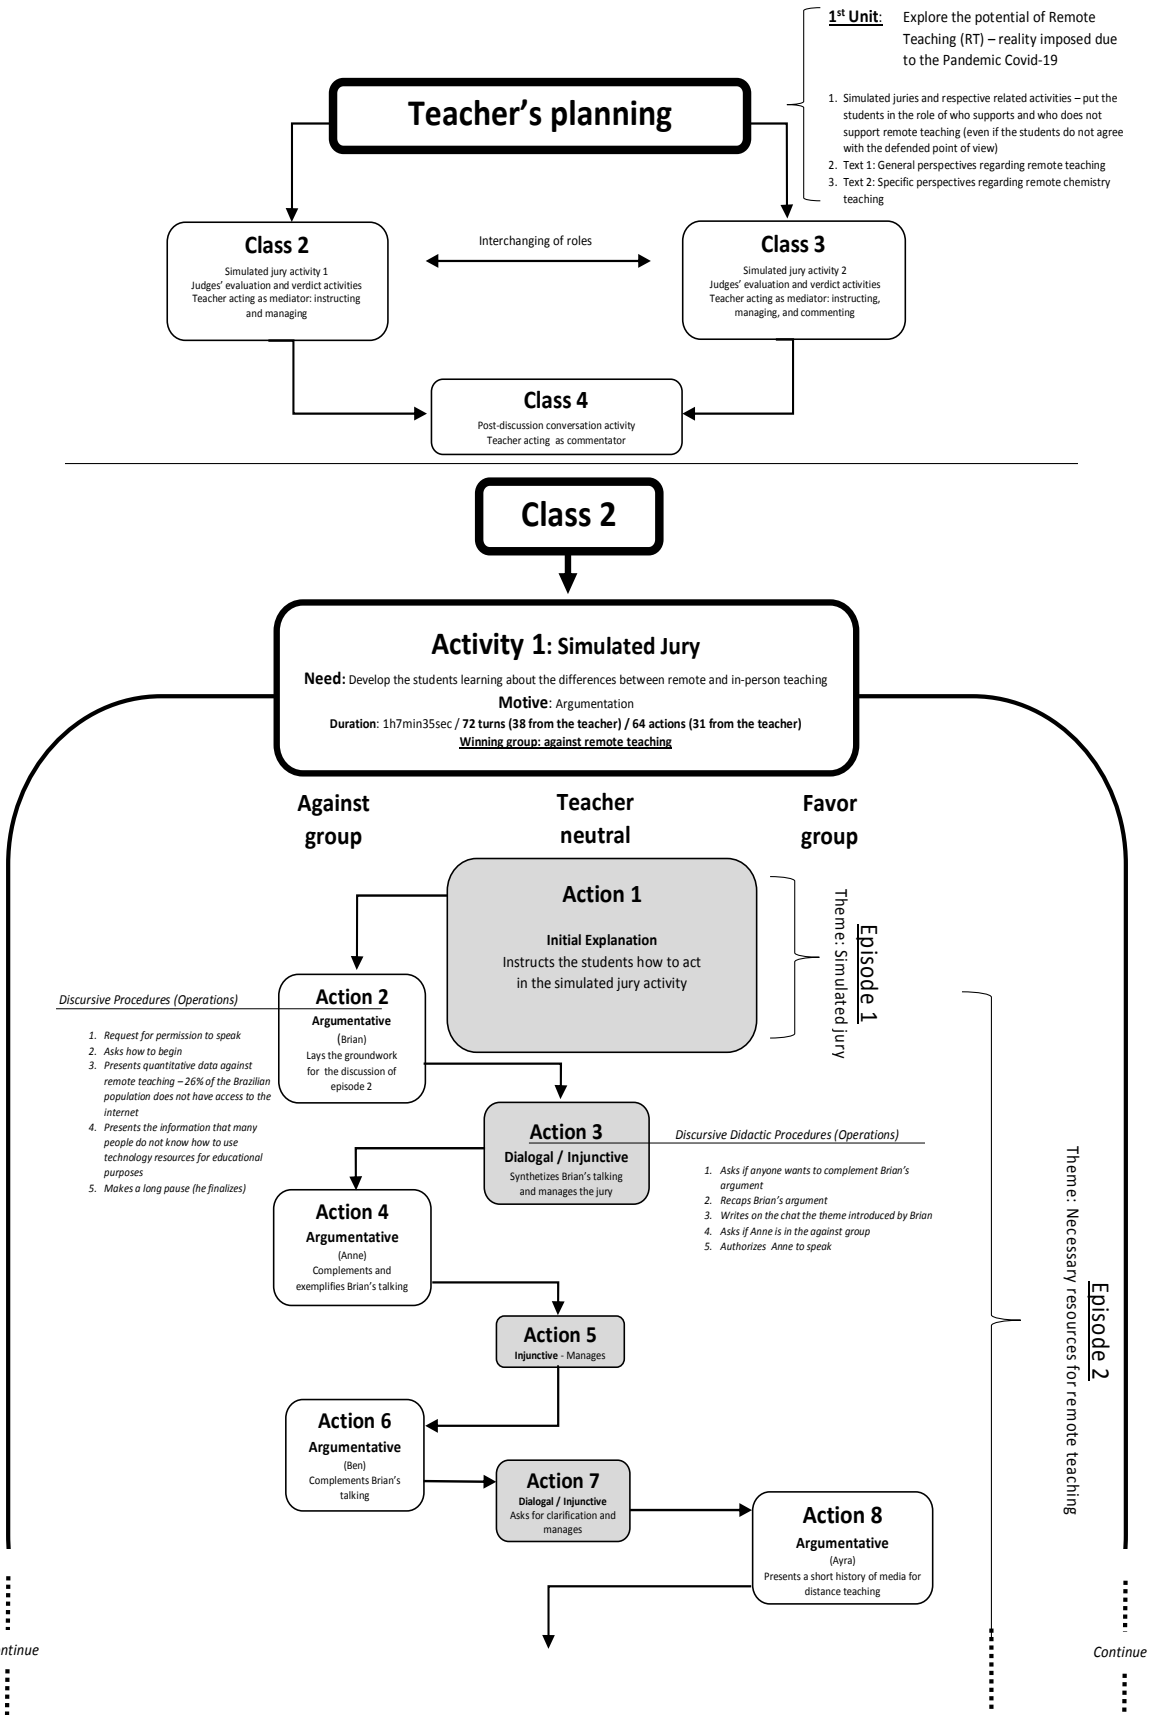 1st Unit: Explore the potential of Remote
Teaching (RT) – reality imposed due
to the Pandemic Covid-19
1. Simulated juries and respective related activities – put the
students in the role of who supports and who does not
support remote teaching (even if the students do not agree
with the defended point of view)
2. Text 1: General perspectives regarding remote teaching
3. Text 2: Specific perspectives regarding remote chemistry
teaching
Teacher's planning
Class 2
Simulated jury activity 1
Judges' evaluation and verdict activities
Teacher acting as mediator: instructing
and managing
Interchanging of roles
Class 3
Simulated jury activity 2
Judges' evaluation and verdict activities
Teacher acting as mediator: instructing,
managing, and commenting
Class 4
Post-discussion conversation activity
Teacher acting as commentator
Class 2
Activity 1: Simulated Jury
Need: Develop the students learning about the differences between remote and in-person teaching
Motive: Argumentation
Duration: 1h7min35sec / 72 turns (38 from the teacher) / 64 actions (31 from the teacher)
Winning group: against remote teaching
Against
group
Teacher
neutral
Favor
group
Action 1
Initial Explanation
Instructs the students how to act
in the simulated jury activity
Episode 1
Theme: Simulated jury
Action 2
Argumentative
(Brian)
Lays the groundwork
for the discussion of
episode 2
Discursive Procedures (Operations)
1. Request for permission to speak
2. Asks how to begin
3. Presents quantitative data against
remote teaching – 26% of the Brazilian
population does not have access to the
internet
4. Presents the information that many
people do not know how to use
technology resources for educational
purposes
5. Makes a long pause (he finalizes)
Action 3
Dialogal / Injunctive
Synthetizes Brian's talking
and manages the jury
Discursive Didactic Procedures (Operations)
1. Asks if anyone wants to complement Brian's
argument
2. Recaps Brian's argument
3. Writes on the chat the theme introduced by Brian
4. Asks if Anne is in the against group
5. Authorizes Anne to speak
Action 4
Argumentative
(Anne)
Complements and
exemplifies Brian's talking
Action 5
Injunctive - Manages
Episode 2
Theme: Necessary resources for remote teaching
Action 6
Argumentative
(Ben)
Complements Brian's
talking
Action 7
Dialogal / Injunctive
Asks for clarification and
manages
Action 8
Argumentative
(Ayra)
Presents a short history of media for
distance teaching
ntinue
Continue